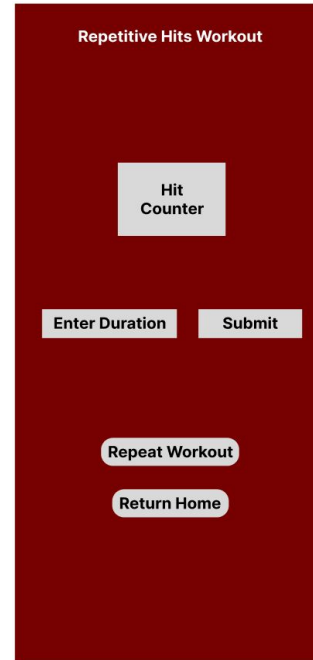 Repetitive Hits Workout
Hit
Counter
Enter Duration
Submit
Repeat Workout
Return Home